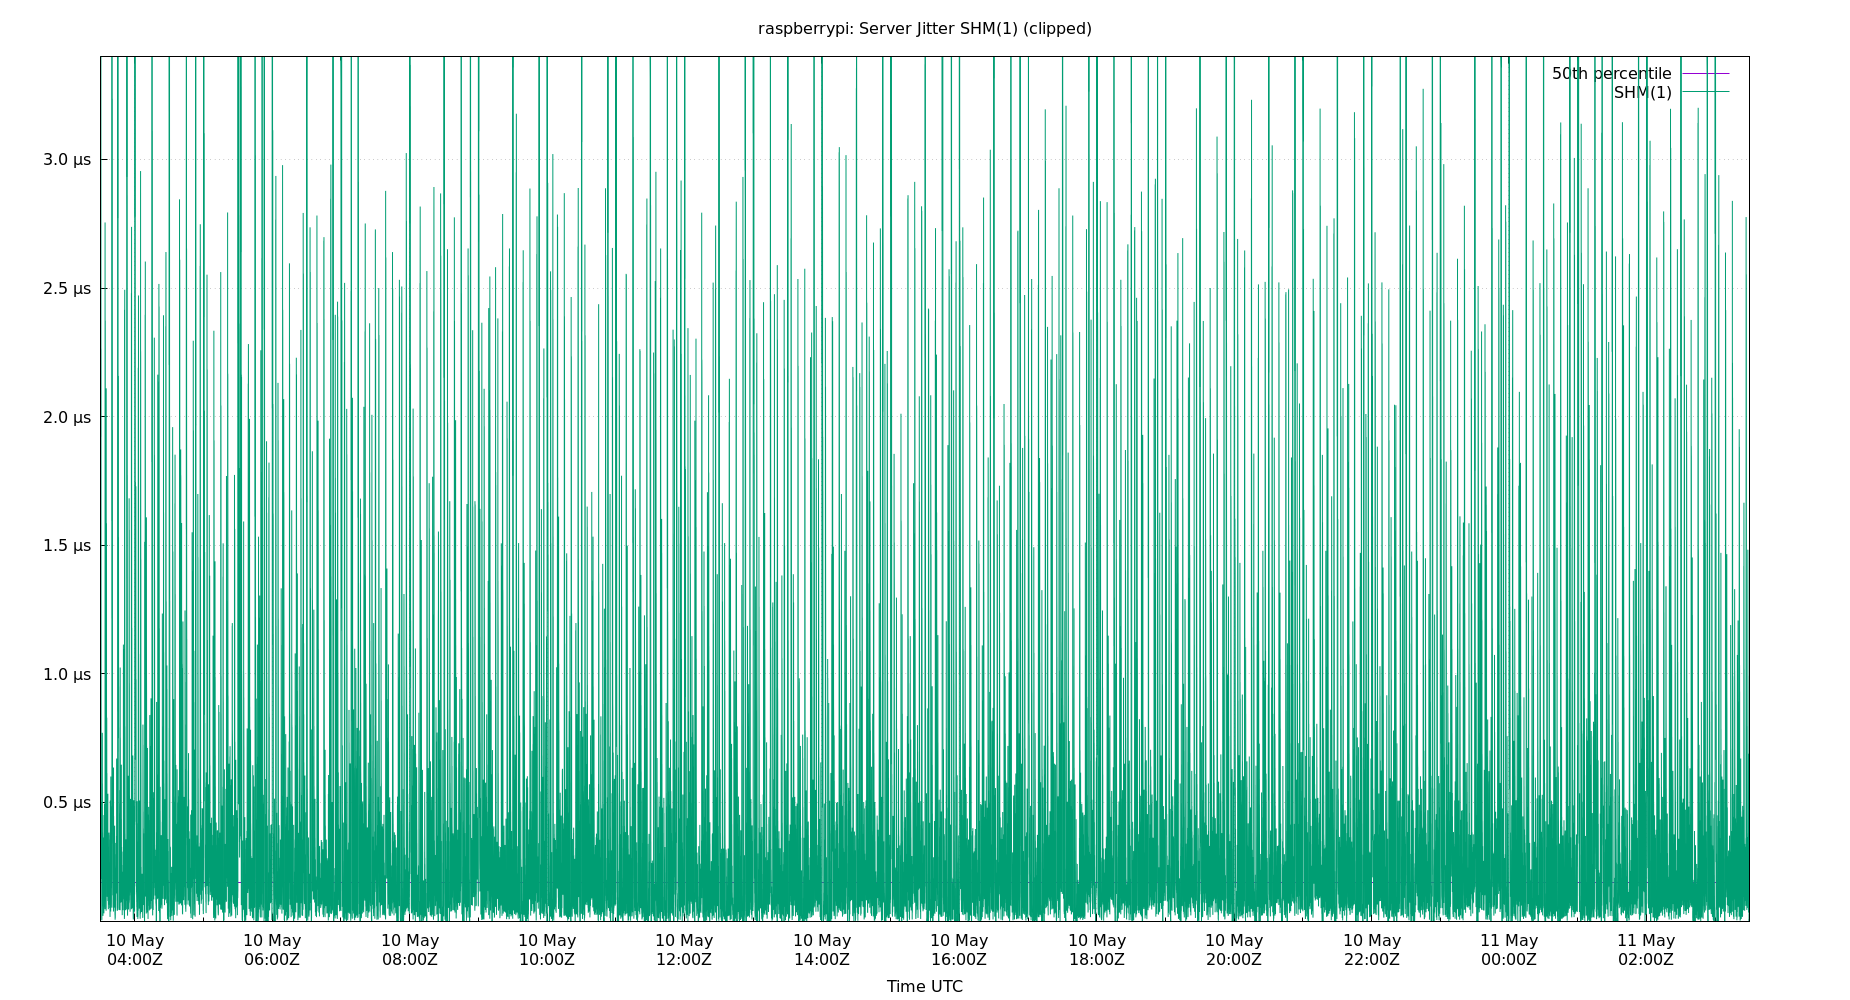 raspberrypi: Server Jitter SHM(1) (clipped)
50th percentile
SHM(1)
3.0 µs
2.5 µs
2.0 µs
1.5 µs
1.0 µs
0.5 µs
10 May 10 May 10 May 10 May 10 May 10 May 10 May 10 May 10 May 10 May 11 May 11 May
04:00Z 06:00Z 08:00Z 10:00Z 12:00Z 14:00Z 16:00Z 18:00Z 20:00Z 22:00Z 00:00Z 02:00Z
Time UTC